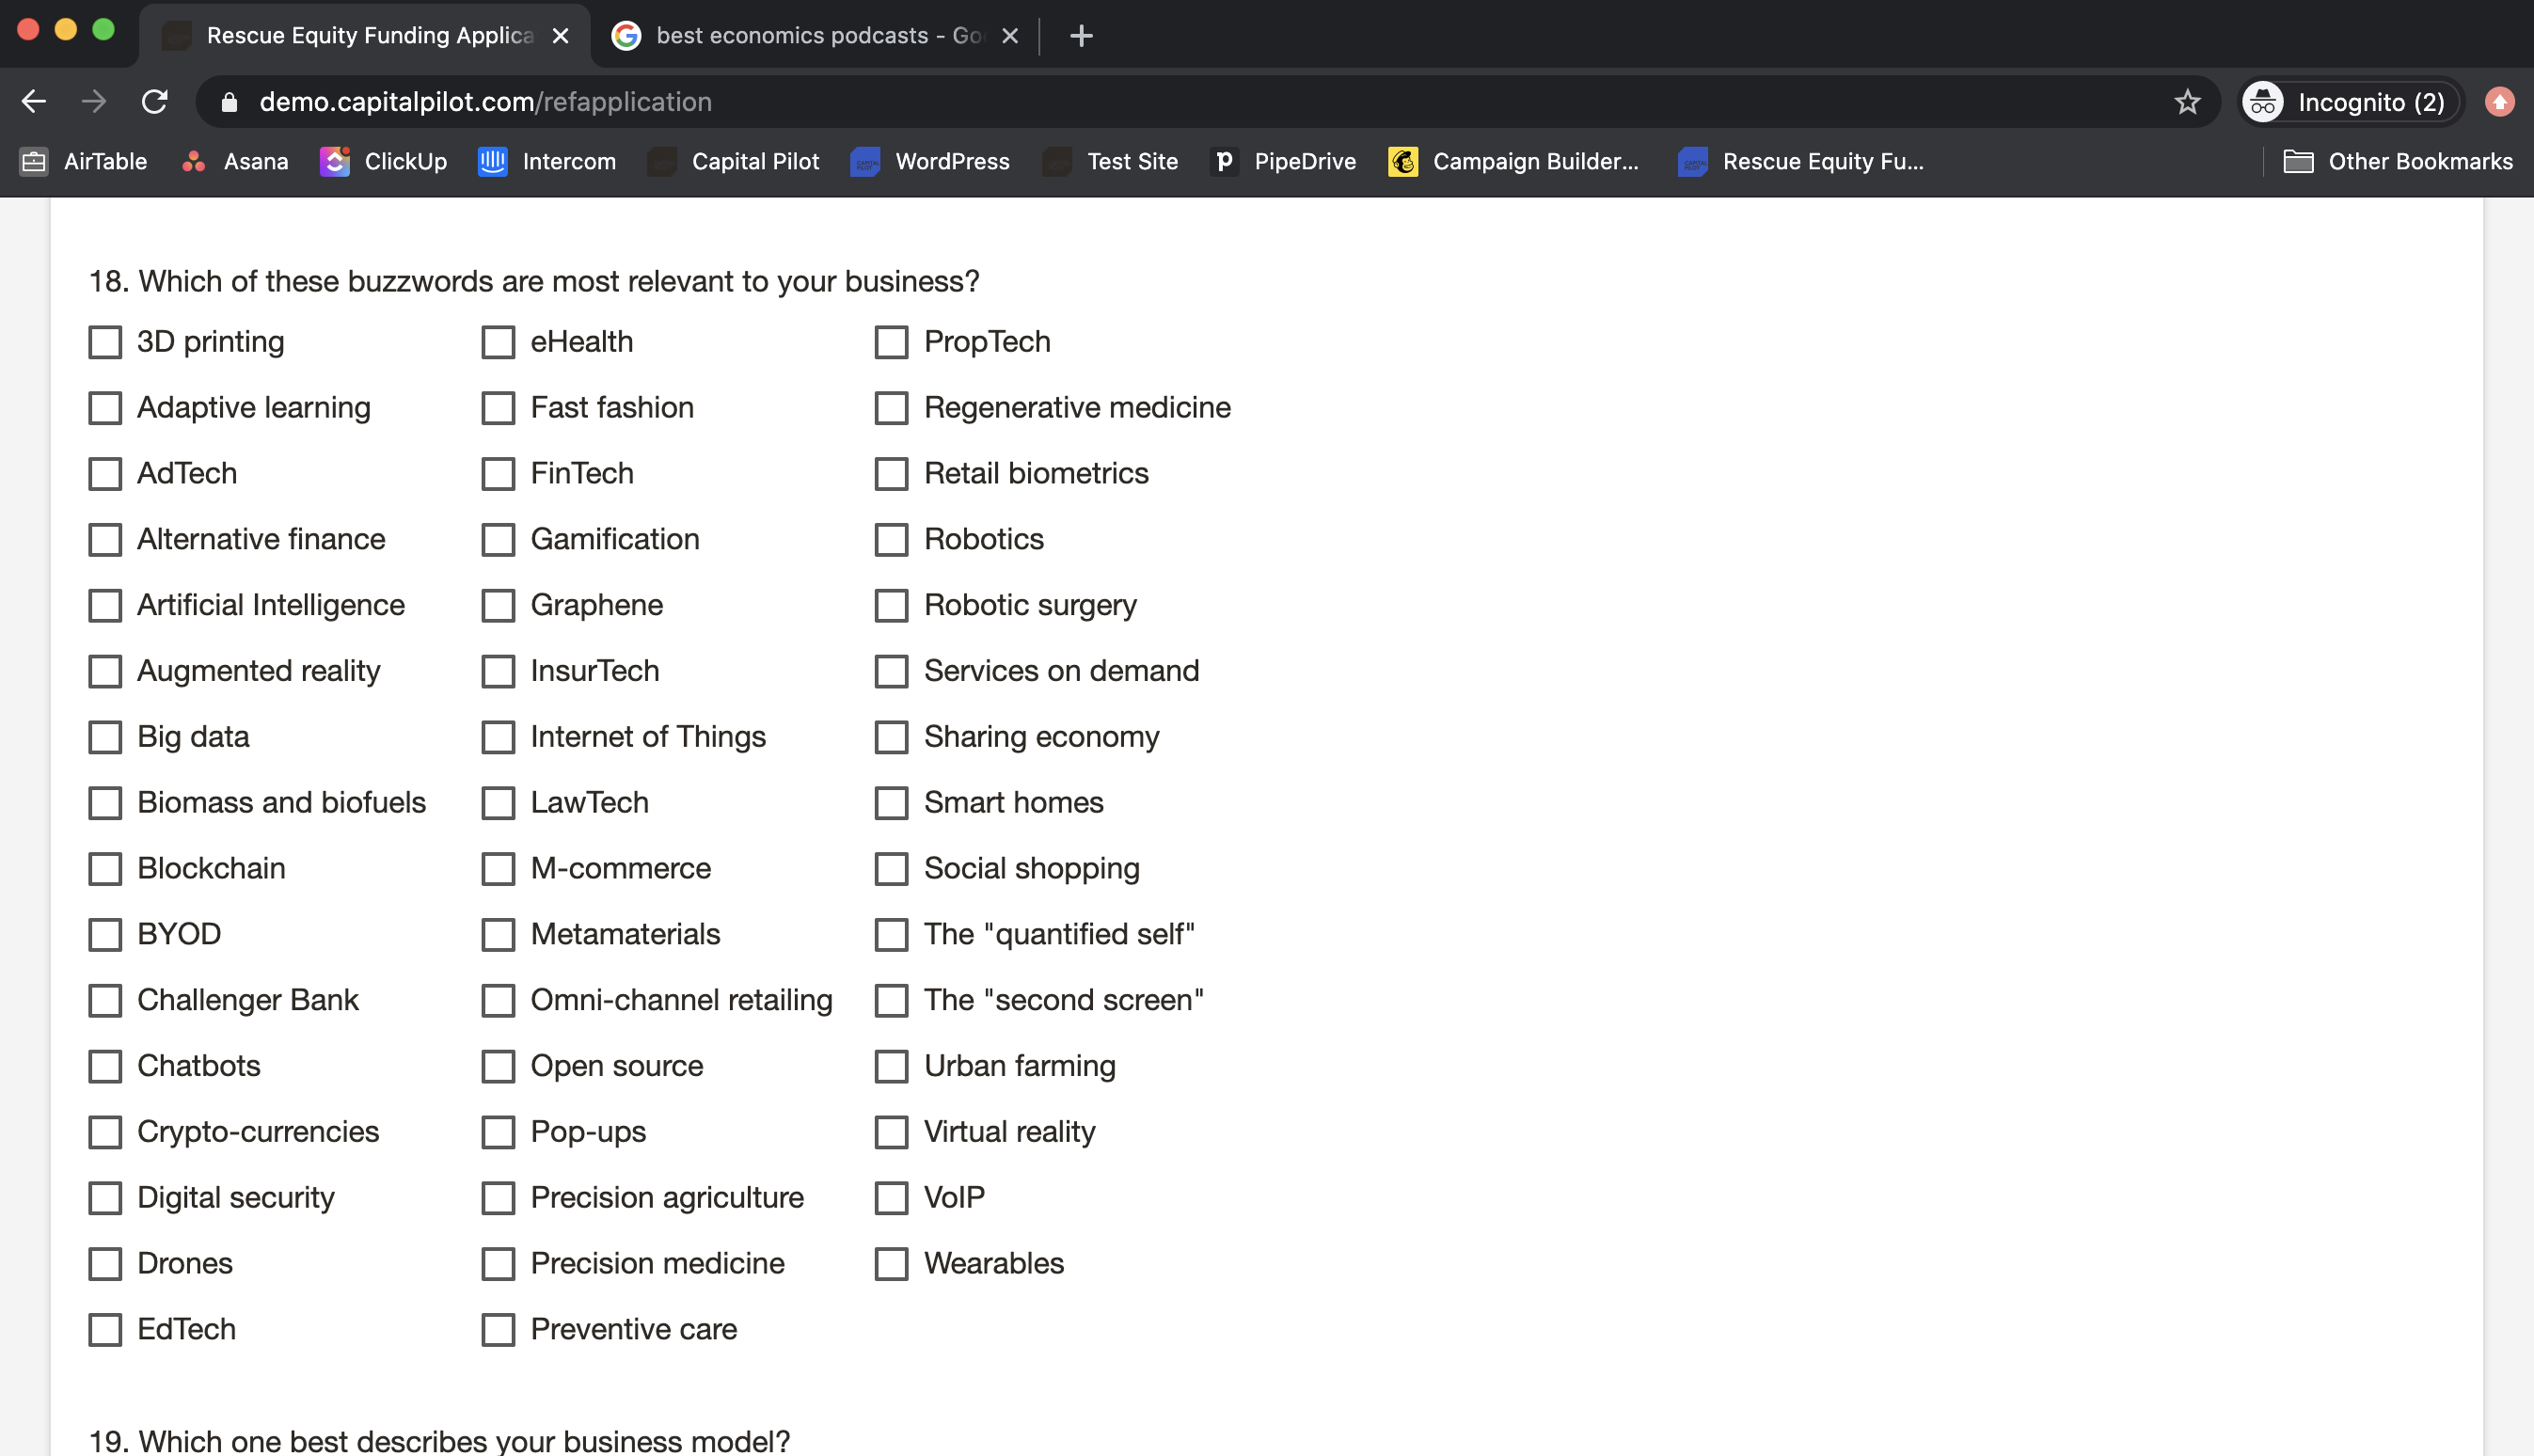 Rescue Equity Funding Applica
best economics podcasts - Go
demo.capitalpilot.com/refapplication
Incognito (2)
AirTable
Asana
ClickUp
Intercom
Capital Pilot
WordPress
Test Site
PipeDrive
Campaign Builder...
Rescue Equity Fu...
Other Bookmarks
18. Which of these buzzwords are most relevant to your business?
3D printing
Adaptive learning
AdTech
Alternative finance
Artificial Intelligence
Augmented reality
Big data
Biomass and biofuels
Blockchain
BYOD
Challenger Bank
Chatbots
Crypto-currencies
Digital security
Drones
EdTech
eHealth
Fast fashion
FinTech
Gamification
Graphene
InsurTech
Internet of Things
LawTech
M-commerce
Metamaterials
Omni-channel retailing
Open source
Pop-ups
Precision agriculture
Precision medicine
Preventive care
PropTech
Regenerative medicine
Retail biometrics
Robotics
Robotic surgery
Services on demand
Sharing economy
Smart homes
Social shopping
The "quantified self"
The "second screen"
Urban farming
Virtual reality
VoIP
Wearables
19. Which one best describes your business model?